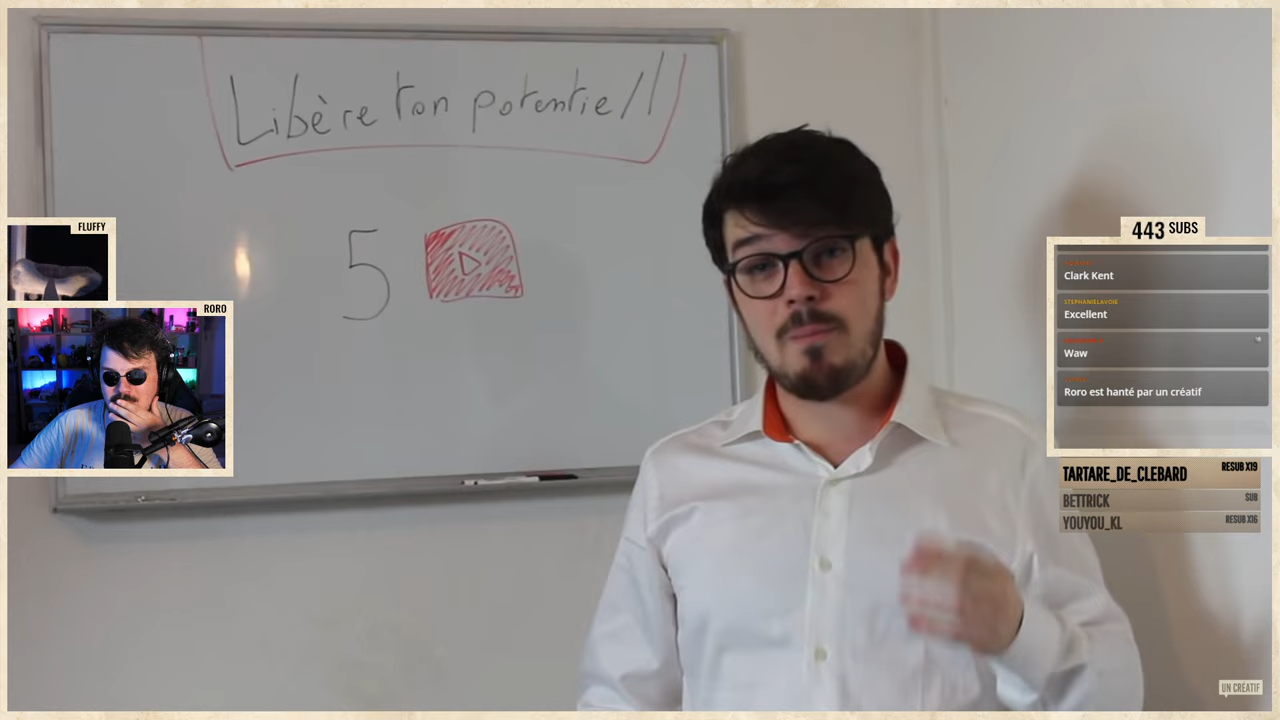 Libère ton potentiel!
5
FLUFFY
RORO
443 SUBS
Clark Kent
STEPHANIELAVOIE
Excellent
Waw
Roro est hanté par un créatif
TARTARE_DE_CLEBARD RESUB X19
BETTRICK SUB
YOUYOU_KL RESUB X16
UN CRÉATIF